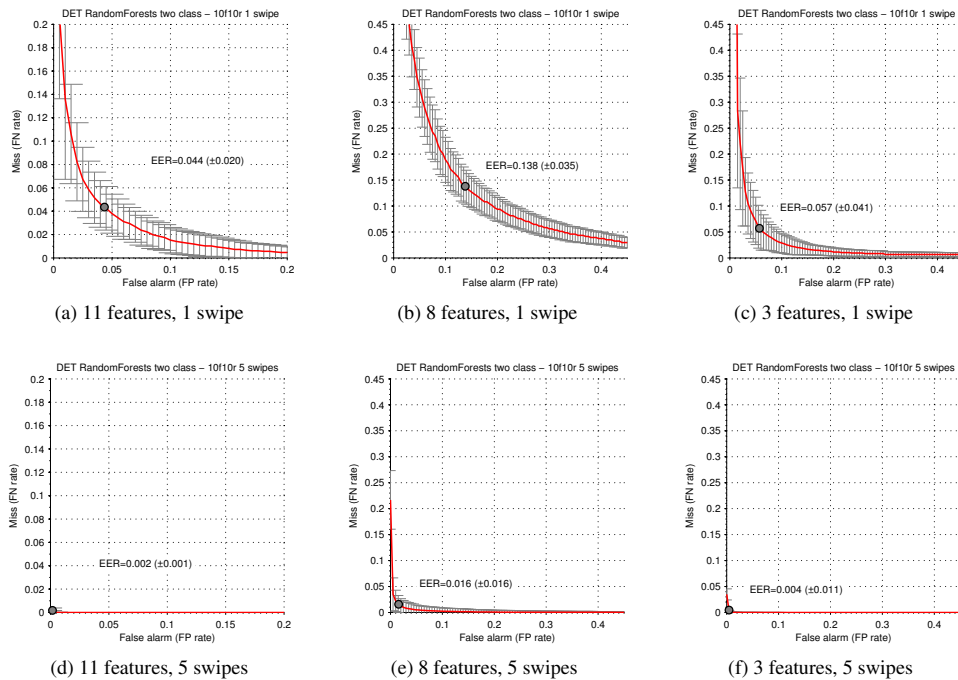 DET RandomForests two class − 10f10r 1 swipe
0.2
0.18
0.16
0.14
0.12
0.1
0.08
0.06
0.04
0.02
0
Miss (FN rate)
EER=0.044 (±0.020)
0 0.05 0.1 0.15 0.2
False alarm (FP rate)
(a) 11 features, 1 swipe
DET RandomForests two class − 10f10r 1 swipe
0.45
0.4
0.35
0.3
0.25
0.2
0.15
0.1
0.05
0
Miss (FN rate)
EER=0.138 (±0.035)
0 0.1 0.2 0.3 0.4
False alarm (FP rate)
(b) 8 features, 1 swipe
DET RandomForests two class − 10f10r 1 swipe
0.45
0.4
0.35
0.3
0.25
0.2
0.15
0.1
0.05
0
Miss (FN rate)
EER=0.057 (±0.041)
0 0.1 0.2 0.3 0.4
False alarm (FP rate)
(c) 3 features, 1 swipe
DET RandomForests two class − 10f10r 5 swipes
0.2
0.18
0.16
0.14
0.12
0.1
0.08
0.06
0.04
0.02
0
Miss (FN rate)
EER=0.002 (±0.001)
0 0.05 0.1 0.15 0.2
False alarm (FP rate)
(d) 11 features, 5 swipes
DET RandomForests two class − 10f10r 5 swipes
0.45
0.4
0.35
0.3
0.25
0.2
0.15
0.1
0.05
0
Miss (FN rate)
EER=0.016 (±0.016)
0 0.1 0.2 0.3 0.4
False alarm (FP rate)
(e) 8 features, 5 swipes
DET RandomForests two class − 10f10r 5 swipes
0.45
0.4
0.35
0.3
0.25
0.2
0.15
0.1
0.05
0
Miss (FN rate)
EER=0.004 (±0.011)
0 0.1 0.2 0.3 0.4
False alarm (FP rate)
(f) 3 features, 5 swipes